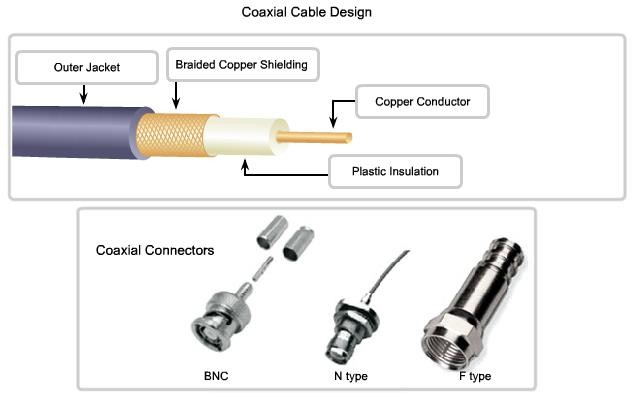 Coaxial Cable Design
Outer Jacket
Braided Copper Shielding
Copper Conductor
Plastic Insulation
Coaxial Connectors
BNC
N type
F type